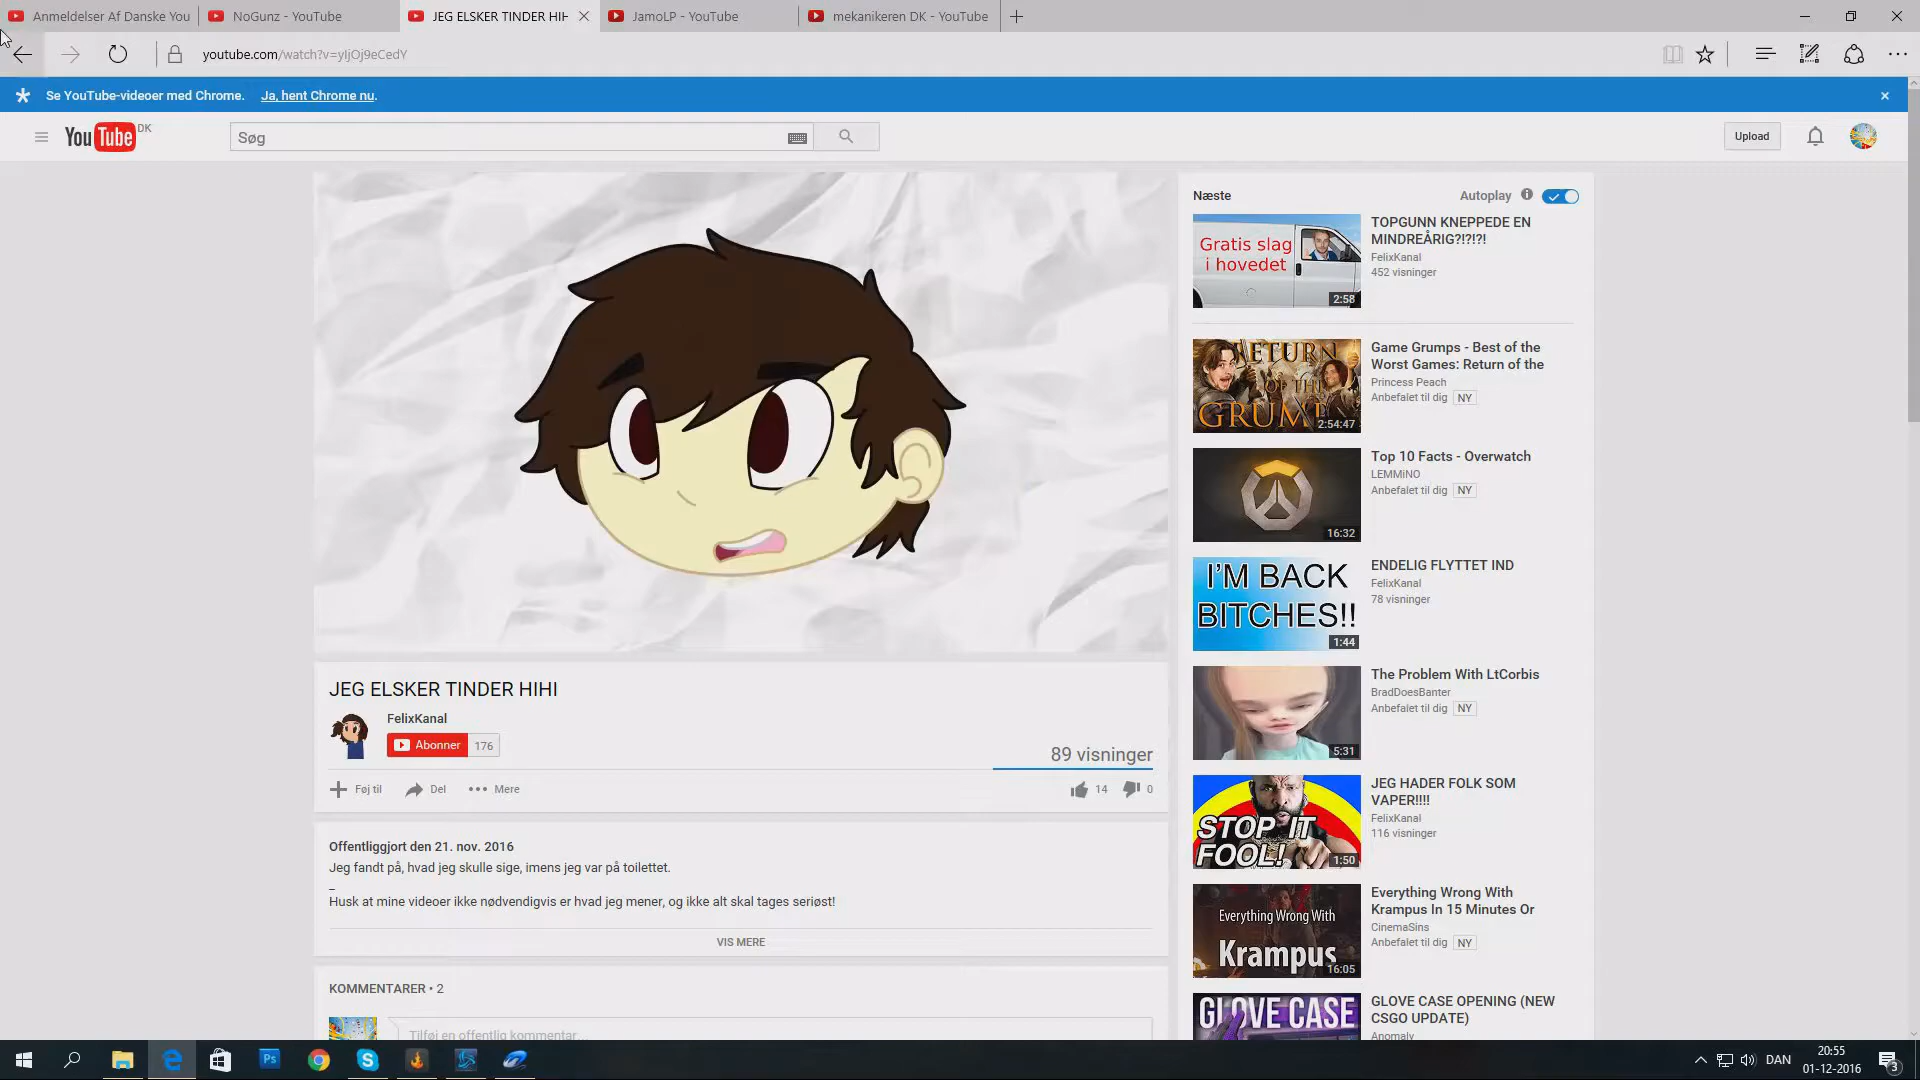 Anmeldelser Af Danske You
NoGunz - YouTube
JEG ELSKER TINDER HIH
JamoLP - YouTube
mekanikeren DK - YouTube
youtube.com/watch?v=yIjOj9eCedY
Se YouTube-videoer med Chrome. Ja, hent Chrome nu.
YouTube DK
Søg
Upload
Næste
Autoplay
Gratis slag
i hovedet
2:58
TOPGUNN KNEPPEDE EN
MINDREÅRIG?!?!?!
FelixKanal
452 visninger
RETURN
OF THE
GRUMP
2:54:47
Game Grumps - Best of the
Worst Games: Return of the
Princess Peach
Anbefalet til dig NY
16:32
Top 10 Facts - Overwatch
LEMMiNO
Anbefalet til dig NY
I'M BACK
BITCHES!!
1:44
ENDELIG FLYTTET IND
FelixKanal
78 visninger
5:31
The Problem With LtCorbis
BradDoesBanter
Anbefalet til dig NY
STOP IT
FOOL!
1:50
JEG HADER FOLK SOM
VAPER!!!!
FelixKanal
116 visninger
Everything Wrong With
Krampus
16:05
Everything Wrong With
Krampus In 15 Minutes Or
CinemaSins
Anbefalet til dig NY
GLOVE CASE
GLOVE CASE OPENING (NEW
CSGO UPDATE)
Anomaly
JEG ELSKER TINDER HIHI
FelixKanal
Abonner 176
89 visninger
Føj til
Del
Mere
14
0
Offentliggjort den 21. nov. 2016
Jeg fandt på, hvad jeg skulle sige, imens jeg var på toilettet.
_
Husk at mine videoer ikke nødvendigvis er hvad jeg mener, og ikke alt skal tages seriøst!
VIS MERE
KOMMENTARER • 2
Tilføj en offentlig kommentar...
Ps
DAN
20:55
01-12-2016
3